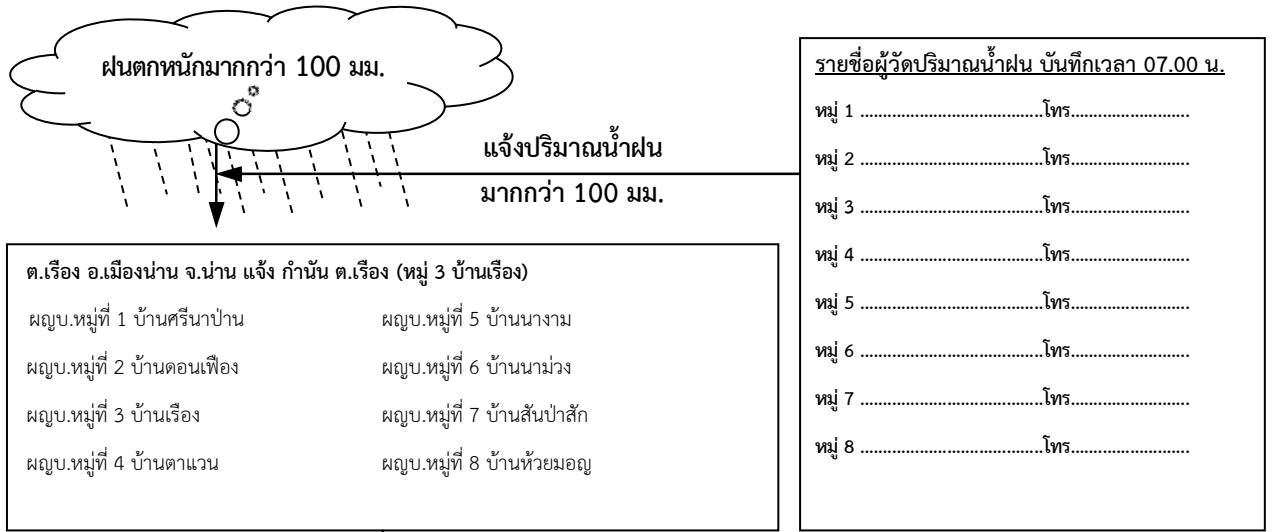 ฝนตกหนักมากกว่า 100 มม.
แจ้งปริมาณน้ำฝน
มากกว่า 100 มม.
รายชื่อผู้วัดปริมาณน้ำฝน บันทึกเวลา 07.00 น.
หมู่ 1 ........................................โทร..........................
หมู่ 2 ........................................โทร..........................
หมู่ 3 ........................................โทร..........................
หมู่ 4 ........................................โทร..........................
หมู่ 5 ........................................โทร..........................
หมู่ 6 ........................................โทร..........................
หมู่ 7 ........................................โทร..........................
หมู่ 8 ........................................โทร..........................
ต.เรือง อ.เมืองน่าน จ.น่าน แจ้ง กำนัน ต.เรือง (หมู่ 3 บ้านเรือง)
ผญบ.หมู่ที่ 1 บ้านศรีนาป่าน ผญบ.หมู่ที่ 5 บ้านนางาม
ผญบ.หมู่ที่ 2 บ้านดอนเฟือง ผญบ.หมู่ที่ 6 บ้านนาม่วง
ผญบ.หมู่ที่ 3 บ้านเรือง ผญบ.หมู่ที่ 7 บ้านสันป่าสัก
ผญบ.หมู่ที่ 4 บ้านตาแวน ผญบ.หมู่ที่ 8 บ้านห้วยมอญ